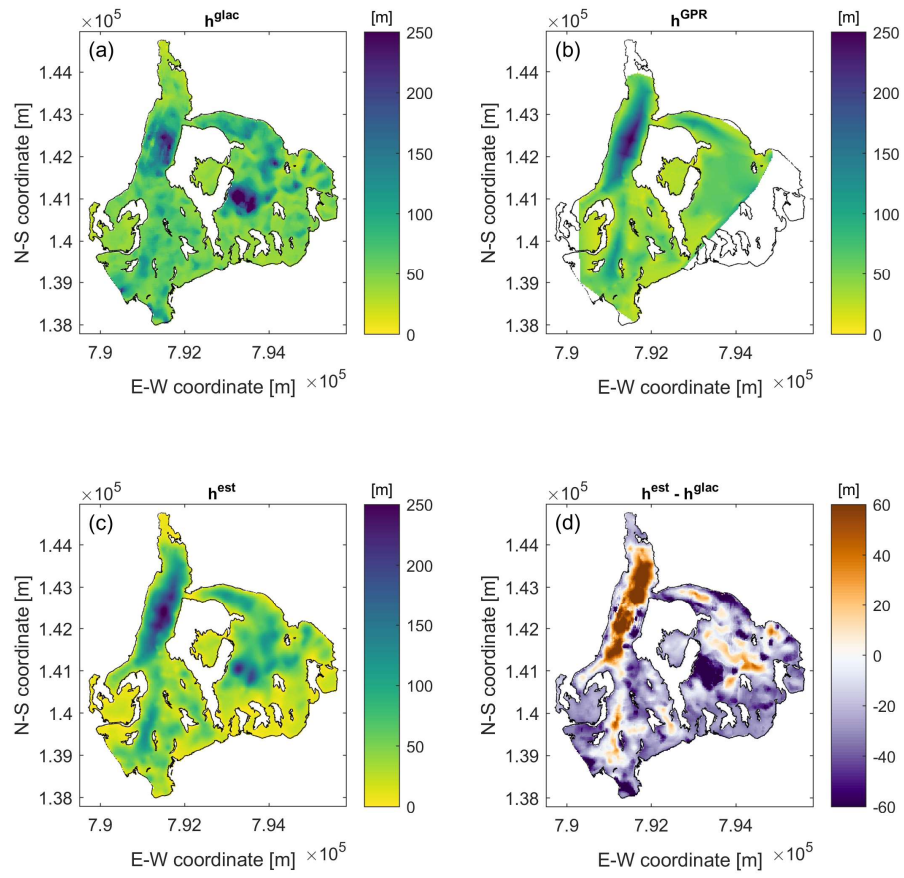 h^glac
[m]
×10^5
(a)
1.44
1.43
1.42
1.41
1.4
1.39
1.38
N-S coordinate [m]
7.9 7.92 7.94
E-W coordinate [m] ×10^5
250
200
150
100
50
0
h^GPR
[m]
×10^5
(b)
1.44
1.43
1.42
1.41
1.4
1.39
1.38
N-S coordinate [m]
7.9 7.92 7.94
E-W coordinate [m] ×10^5
250
200
150
100
50
0
h^est
[m]
×10^5
(c)
1.44
1.43
1.42
1.41
1.4
1.39
1.38
N-S coordinate [m]
7.9 7.92 7.94
E-W coordinate [m] ×10^5
250
200
150
100
50
0
h^est - h^glac
[m]
×10^5
(d)
1.44
1.43
1.42
1.41
1.4
1.39
1.38
N-S coordinate [m]
7.9 7.92 7.94
E-W coordinate [m] ×10^5
60
40
20
0
-20
-40
-60